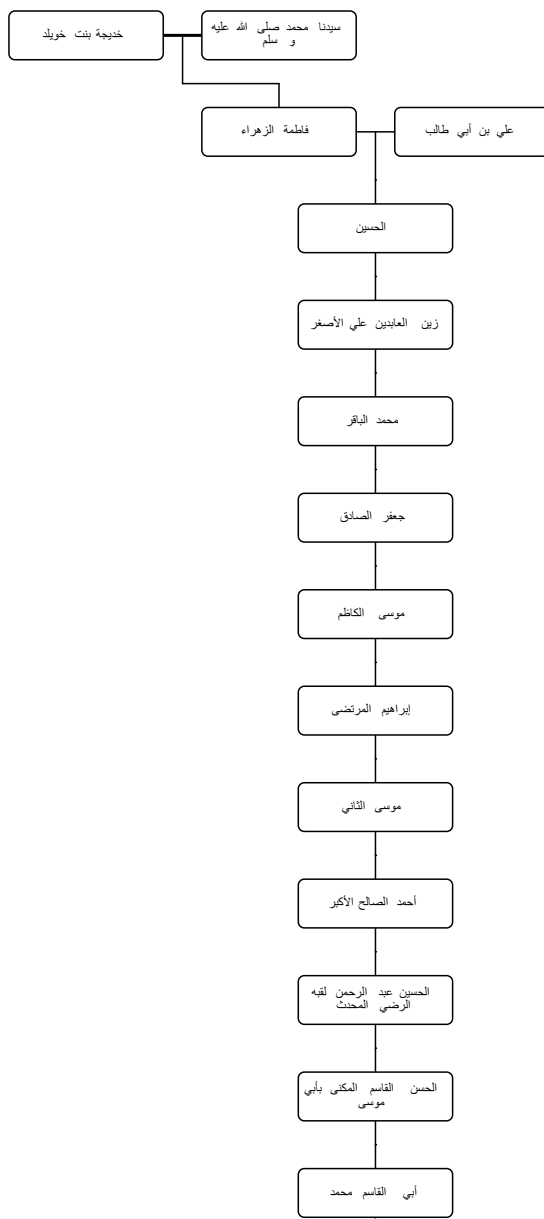 سيدنا محمد صلى الله عليه
و سلم
خديجة بنت خويلد
علي بن أبي طالب
فاطمة الزهراء
الحسين
زين العابدين علي الأصغر
محمد الباقر
جعفر الصادق
موسى الكاظم
إبراهيم المرتضى
موسى الثاني
أحمد الصالح الأكبر
الحسين عبد الرحمن لقبه
الرضي المحدث
الحسن القاسم المكنى بأبي
موسى
أبي القاسم محمد